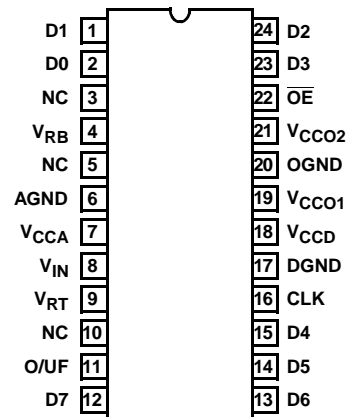 D1 1 24 D2
D0 2 23 D3
NC 3 22 OE
VRB 4 21 VCCO2
NC 5 20 OGND
AGND 6 19 VCCO1
VCCA 7 18 VCCD
VIN 8 17 DGND
VRT 9 16 CLK
NC 10 15 D4
O/UF 11 14 D5
D7 12 13 D6